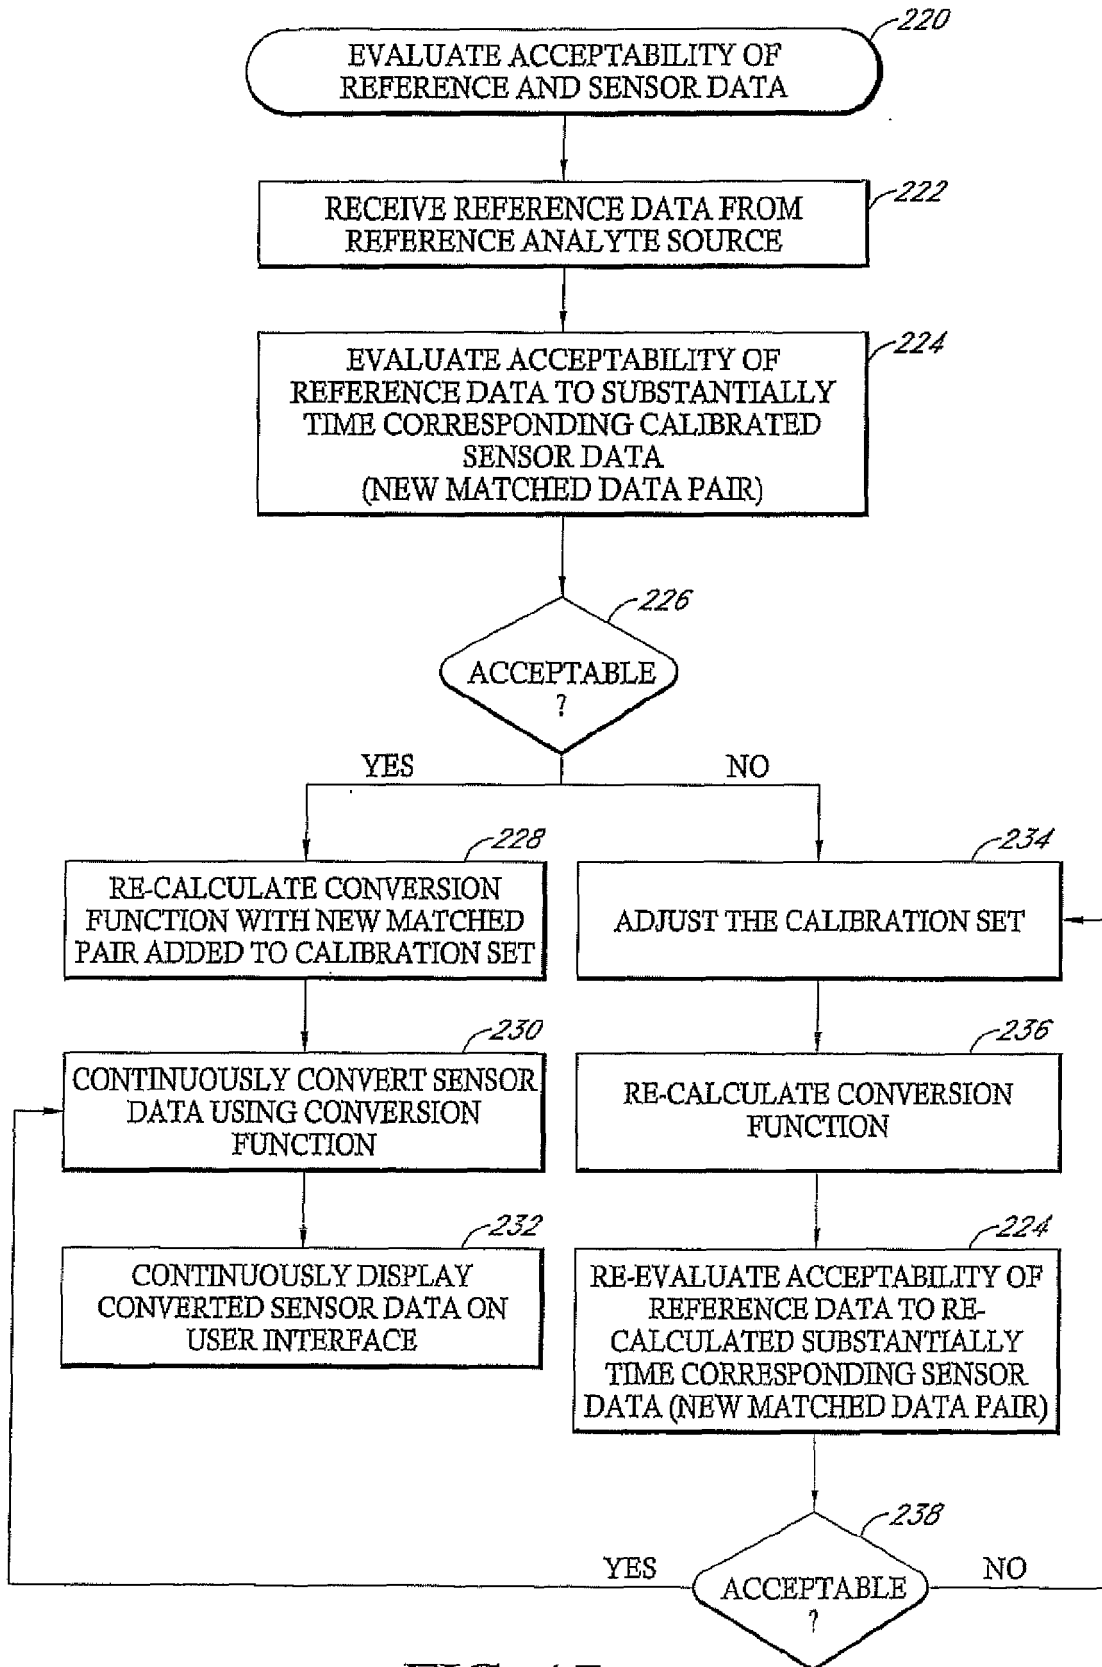 220
EVALUATE ACCEPTABILITY OF
REFERENCE AND SENSOR DATA
222
RECEIVE REFERENCE DATA FROM
REFERENCE ANALYTE SOURCE
224
EVALUATE ACCEPTABILITY OF
REFERENCE DATA TO SUBSTANTIALLY
TIME CORRESPONDING CALIBRATED
SENSOR DATA
(NEW MATCHED DATA PAIR)
226
ACCEPTABLE
?
YES
NO
228
RE-CALCULATE CONVERSION
FUNCTION WITH NEW MATCHED
PAIR ADDED TO CALIBRATION SET
234
ADJUST THE CALIBRATION SET
230
CONTINUOUSLY CONVERT SENSOR
DATA USING CONVERSION
FUNCTION
236
RE-CALCULATE CONVERSION
FUNCTION
232
CONTINUOUSLY DISPLAY
CONVERTED SENSOR DATA ON
USER INTERFACE
224
RE-EVALUATE ACCEPTABILITY OF
REFERENCE DATA TO RE-
CALCULATED SUBSTANTIALLY
TIME CORRESPONDING SENSOR
DATA (NEW MATCHED DATA PAIR)
238
YES
ACCEPTABLE
?
NO